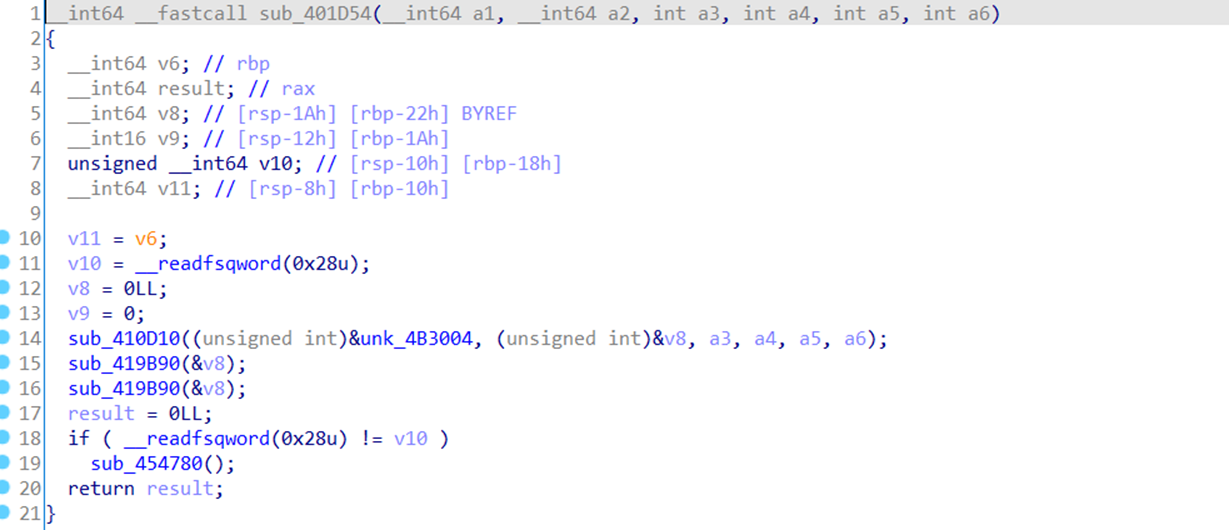 1 __int64 __fastcall sub_401D54(__int64 a1, __int64 a2, int a3, int a4, int a5, int a6)
2 {
3   __int64 v6; // rbp
4   __int64 result; // rax
5   __int64 v8; // [rsp-1Ah] [rbp-22h] BYREF
6   __int16 v9; // [rsp-12h] [rbp-1Ah]
7   unsigned __int64 v10; // [rsp-10h] [rbp-18h]
8   __int64 v11; // [rsp-8h] [rbp-10h]
9
10   v11 = v6;
11   v10 = __readfsqword(0x28u);
12   v8 = 0LL;
13   v9 = 0;
14   sub_410D10((unsigned int)&unk_4B3004, (unsigned int)&v8, a3, a4, a5, a6);
15   sub_419B90(&v8);
16   sub_419B90(&v8);
17   result = 0LL;
18   if ( __readfsqword(0x28u) != v10 )
19     sub_454780();
20   return result;
21 }